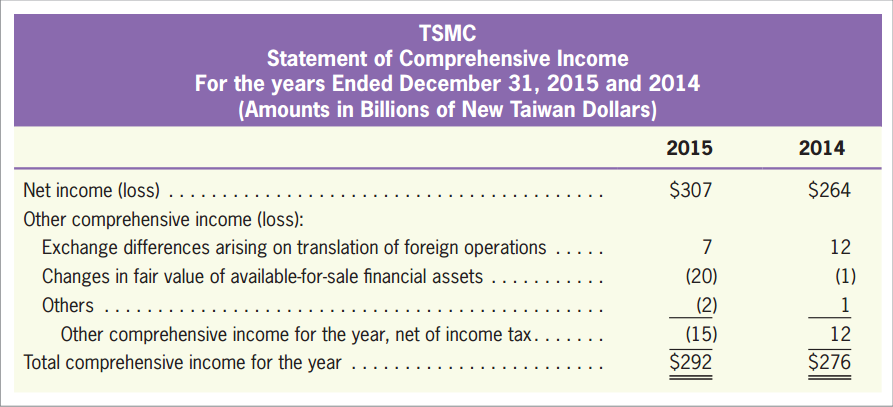 TSMC
Statement of Comprehensive Income
For the years Ended December 31, 2015 and 2014
(Amounts in Billions of New Taiwan Dollars)
2015 2014
Net income (loss) . . . . . . . . . . . . . . . . . . . . . . . . . . . . . . . . . . . . . . . . . $307 $264
Other comprehensive income (loss):
Exchange differences arising on translation of foreign operations . . . . . 7 12
Changes in fair value of available-for-sale financial assets . . . . . . . . . . . (20) (1)
Others . . . . . . . . . . . . . . . . . . . . . . . . . . . . . . . . . . . . . . . . . . . . . . . (2) 1
Other comprehensive income for the year, net of income tax. . . . . . . (15) 12
Total comprehensive income for the year . . . . . . . . . . . . . . . . . . . . . . . . $292 $276